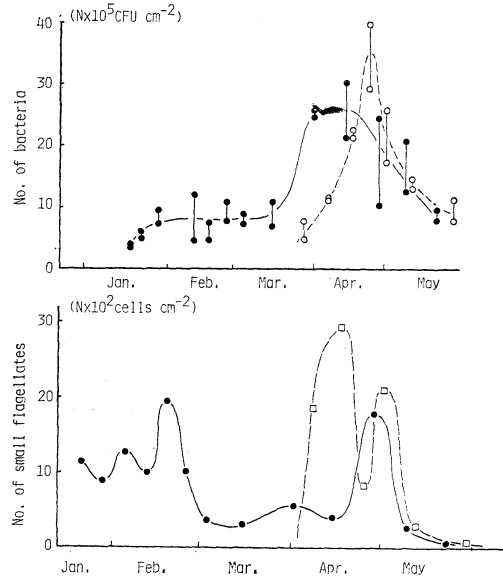 (Nx10⁵CFU cm⁻²)
40
30
20
10
0
No. of bacteria
Jan. Feb. Mar. Apr. May
(Nx10²cells cm⁻²)
30
20
10
0
No. of small flagellates
Jan. Feb. Mar. Apr. May